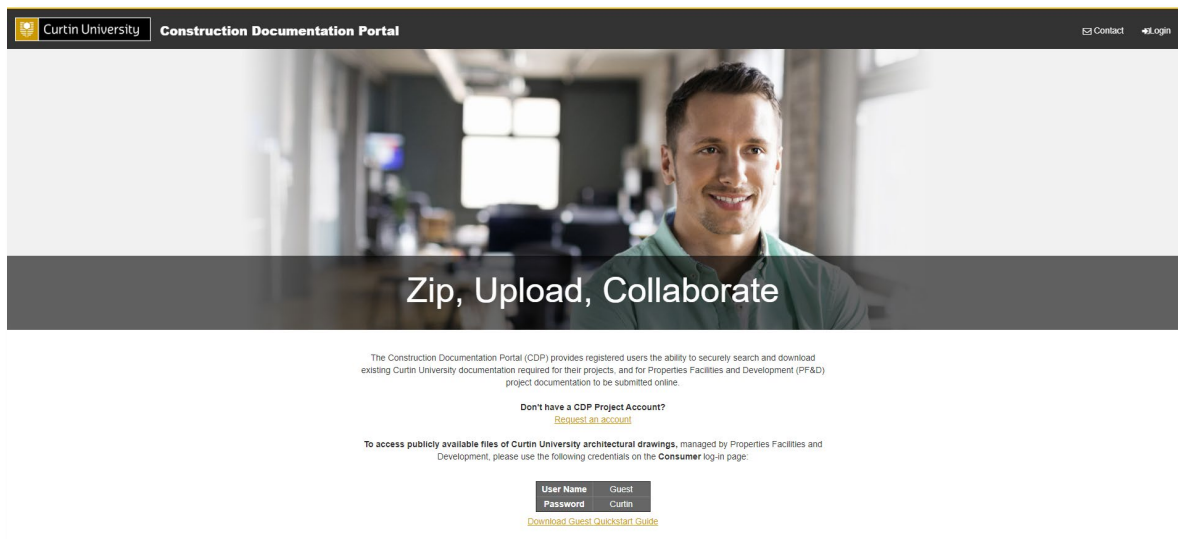 Curtin University Construction Documentation Portal Contact Login
Zip, Upload, Collaborate
The Construction Documentation Portal (CDP) provides registered users the ability to securely search and download
existing Curtin University documentation required for their projects, and for Properties Facilities and Development (PF&D)
project documentation to be submitted online.
Don't have a CDP Project Account?
Request an account
To access publicly available files of Curtin University architectural drawings, managed by Properties Facilities and
Development, please use the following credentials on the Consumer log-in page:
User Name Guest
Password Curtin
Download Guest Quickstart Guide